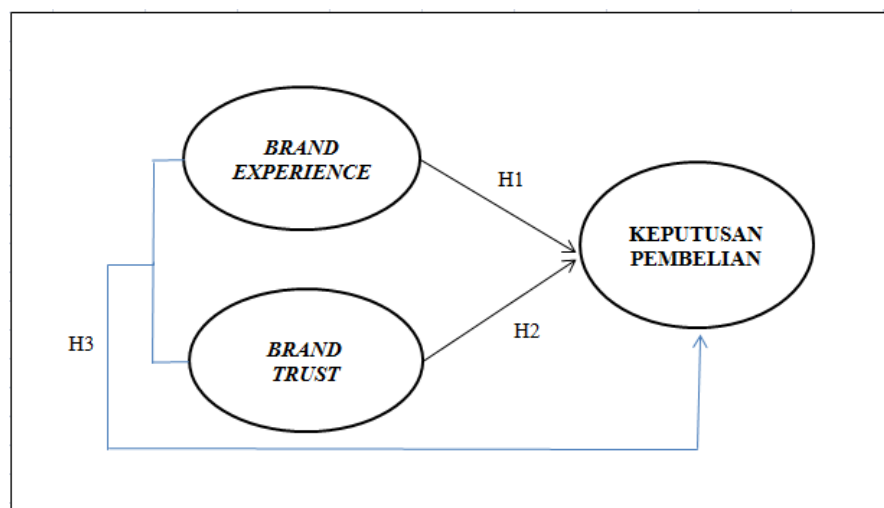 BRAND
EXPERIENCE
H1
KEPUTUSAN
PEMBELIAN
H2
H3
BRAND
TRUST